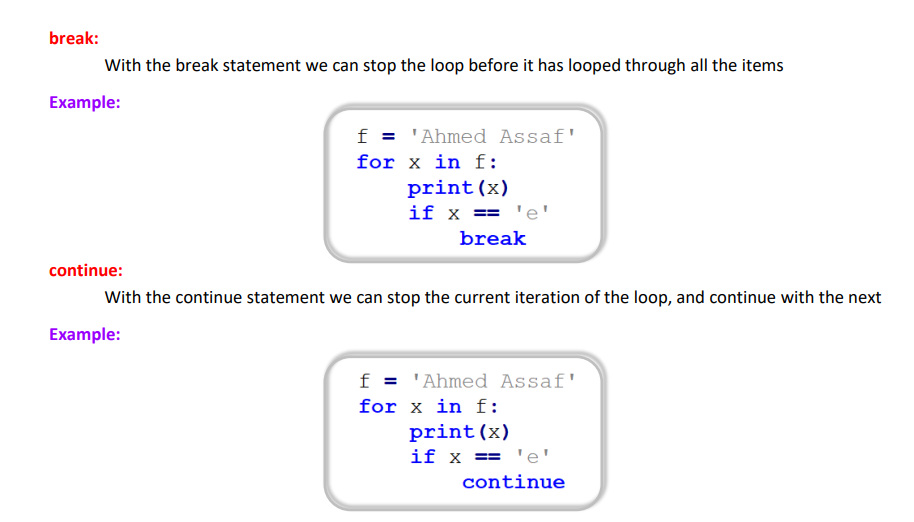 break:
With the break statement we can stop the loop before it has looped through all the items
Example:
f = 'Ahmed Assaf'
for x in f:
    print(x)
    if x == 'e'
        break
continue:
With the continue statement we can stop the current iteration of the loop, and continue with the next
Example:
f = 'Ahmed Assaf'
for x in f:
    print(x)
    if x == 'e'
        continue